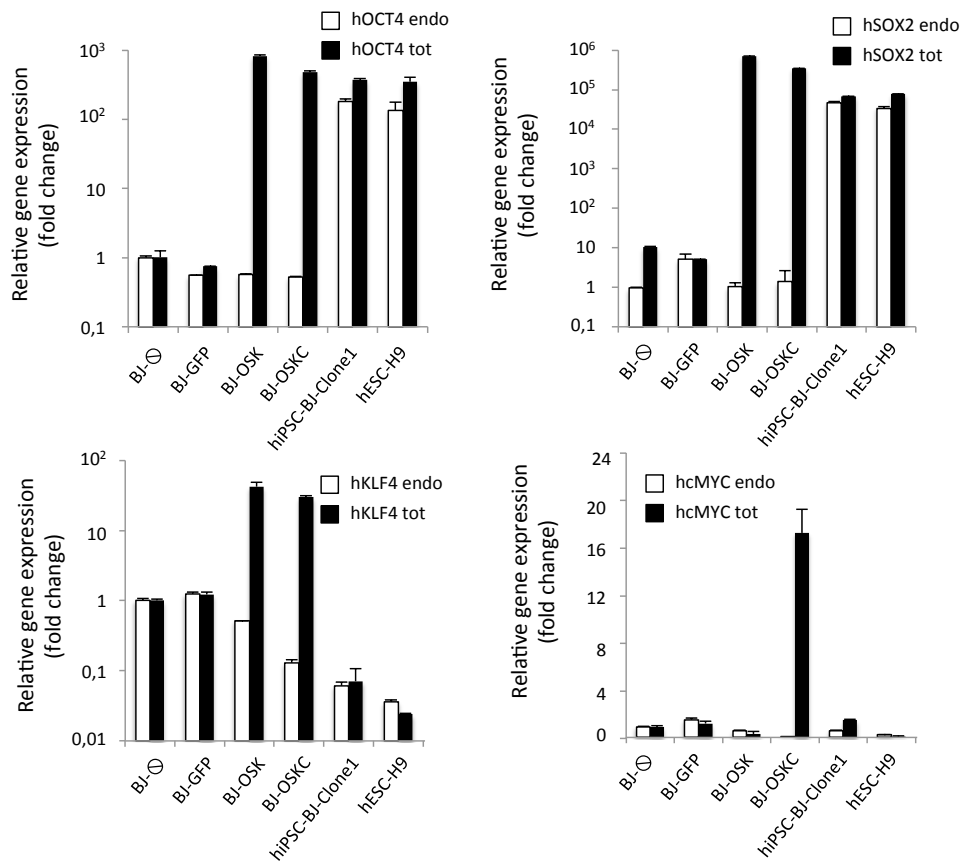 hOCT4 endo
hOCT4 tot
Relative gene expression
(fold change)
10³
10²
10
1
0,1
BJ-⦸
BJ-GFP
BJ-OSK
BJ-OSKC
hiPSC-BJ-Clone1
hESC-H9
hSOX2 endo
hSOX2 tot
Relative gene expression
(fold change)
10⁶
10⁵
10⁴
10³
10²
10
1
0,1
BJ-⦸
BJ-GFP
BJ-OSK
BJ-OSKC
hiPSC-BJ-Clone1
hESC-H9
hKLF4 endo
hKLF4 tot
Relative gene expression
(fold change)
10²
10
1
0,1
0,01
BJ-⦸
BJ-GFP
BJ-OSK
BJ-OSKC
hiPSC-BJ-Clone1
hESC-H9
hcMYC endo
hcMYC tot
Relative gene expression
(fold change)
24
20
16
12
8
4
0
BJ-⦸
BJ-GFP
BJ-OSK
BJ-OSKC
hiPSC-BJ-Clone1
hESC-H9